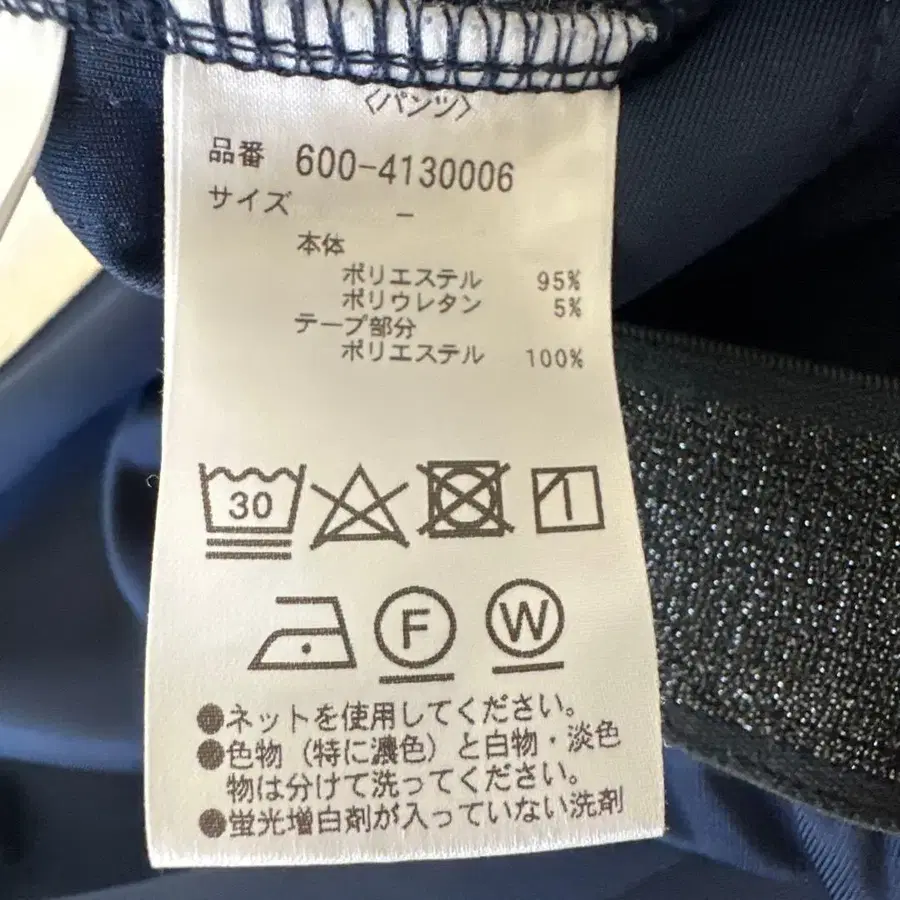 〈パンツ〉
品番 600-4130006
サイズ -
本体
ポリエステル 95%
ポリウレタン 5%
テープ部分
ポリエステル 100%
30
F W
●ネットを使用してください。
●色物（特に濃色）と白物・淡色
物は分けて洗ってください。
●蛍光増白剤が入っていない洗剤